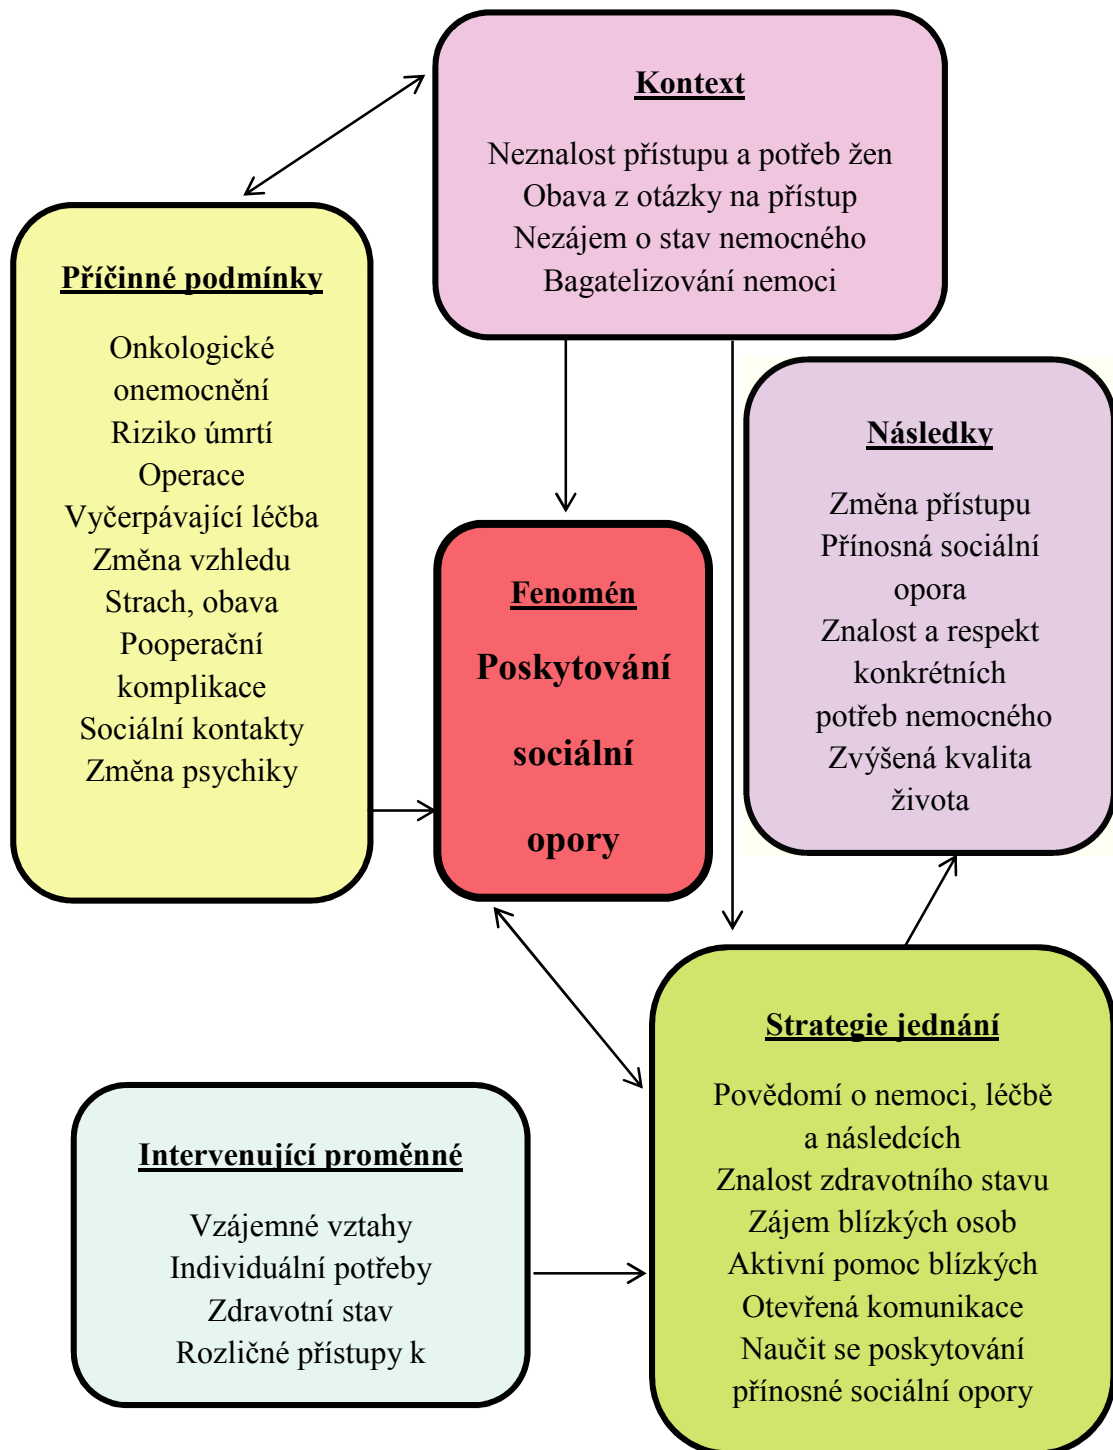 Kontext
Neznalost přístupu a potřeb žen
Obava z otázky na přístup
Nezájem o stav nemocného
Bagatelizování nemoci
Příčinné podmínky
Onkologické
onemocnění
Riziko úmrtí
Operace
Vyčerpávající léčba
Změna vzhledu
Strach, obava
Pooperační
komplikace
Sociální kontakty
Změna psychiky
Fenomén
Poskytování
sociální
opory
Následky
Změna přístupu
Přínosná sociální
opora
Znalost a respekt
konkrétních
potřeb nemocného
Zvýšená kvalita
života
Intervenující proměnné
Vzájemné vztahy
Individuální potřeby
Zdravotní stav
Rozličné přístupy k
Strategie jednání
Povědomí o nemoci, léčbě
a následcích
Znalost zdravotního stavu
Zájem blízkých osob
Aktivní pomoc blízkých
Otevřená komunikace
Naučit se poskytování
přínosné sociální opory